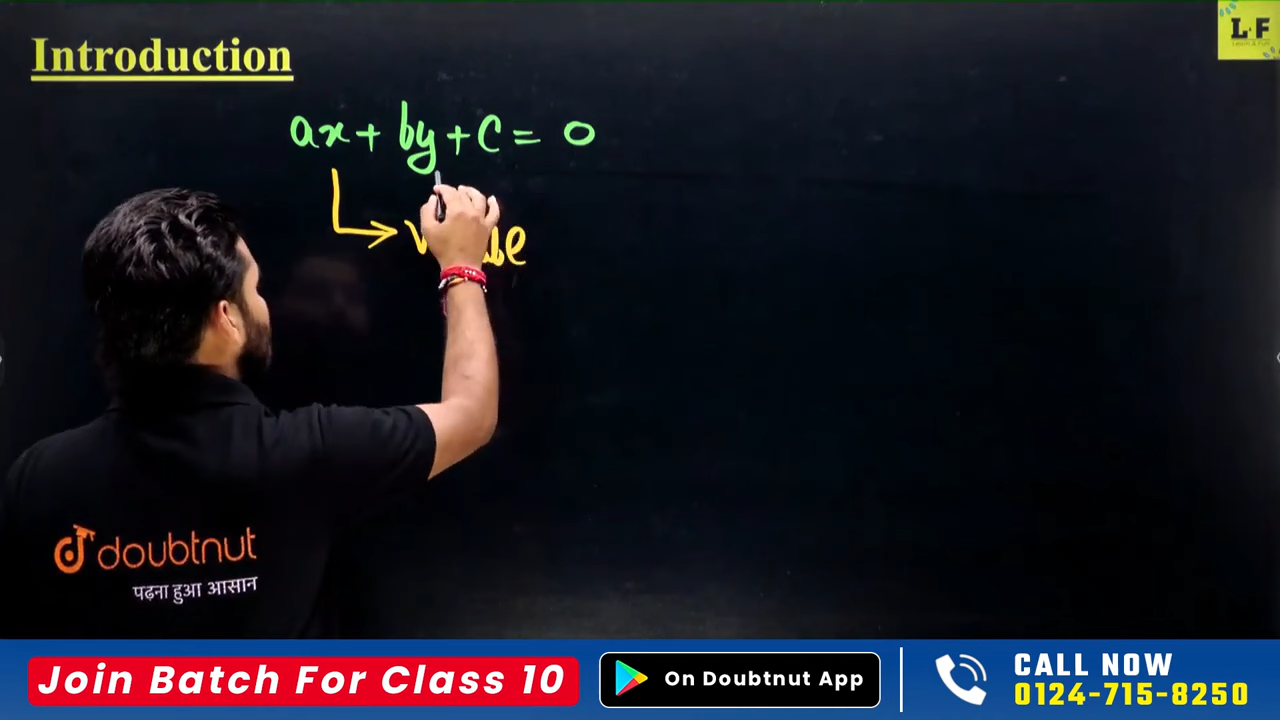 Introduction
L&F
ax + by + c = 0
doubtnut
पढ़ना हुआ आसान
Join Batch For Class 10
On Doubtnut App
CALL NOW
0124-715-8250